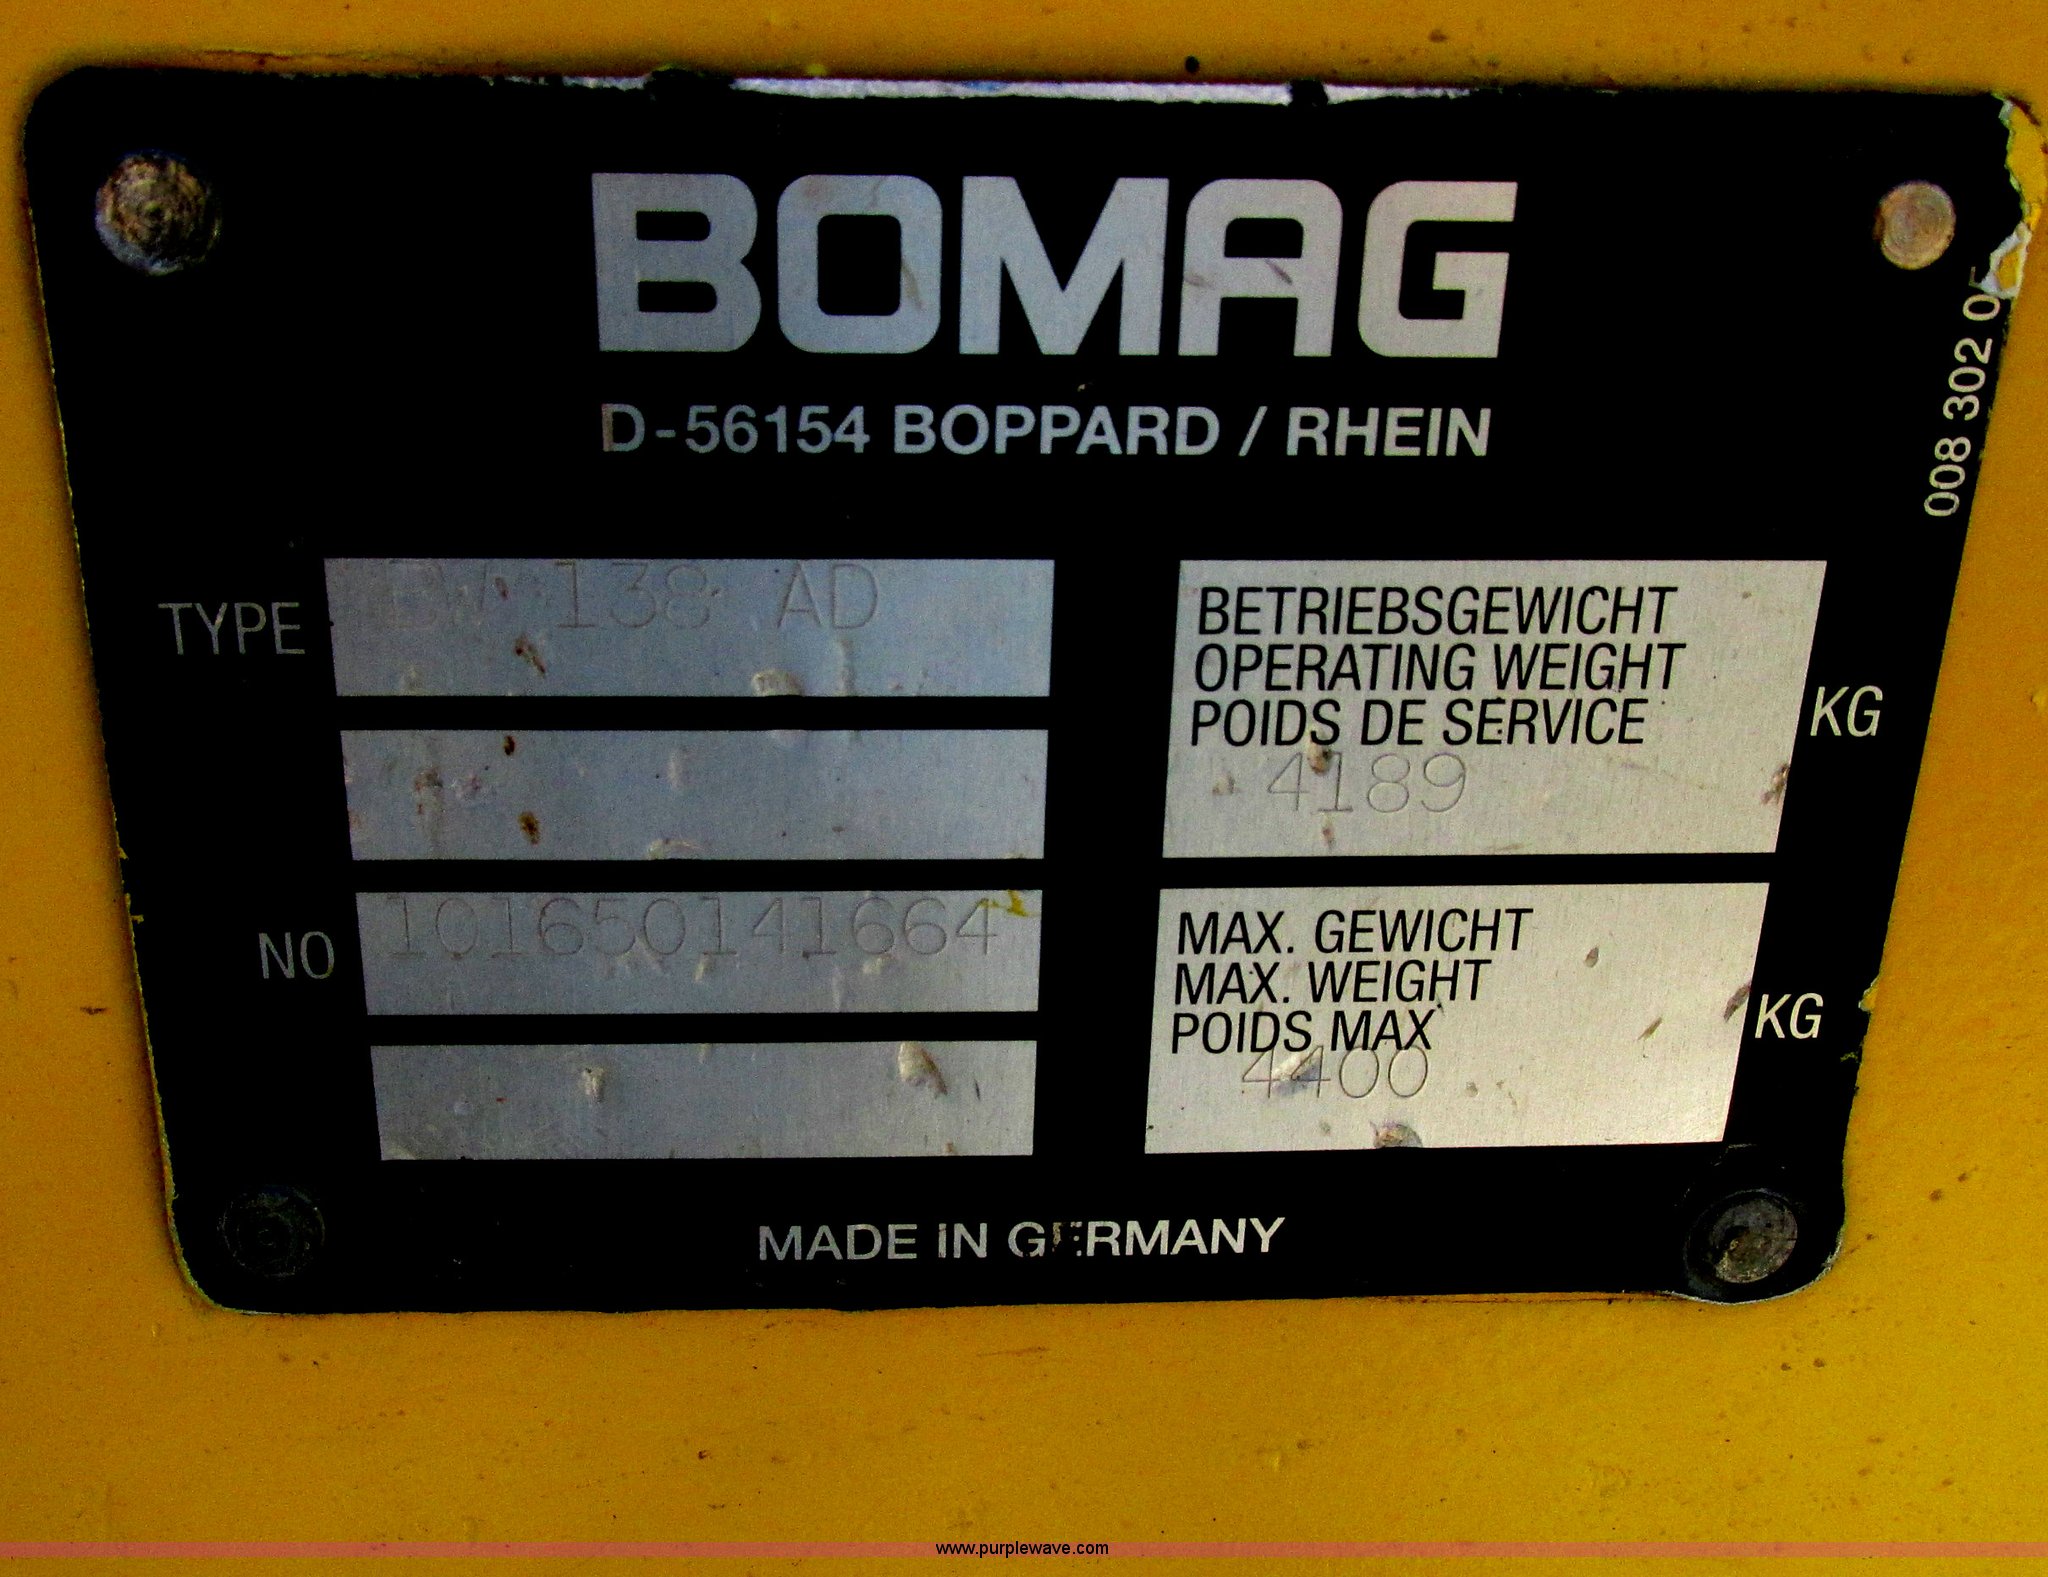 BOMAG
D-56154 BOPPARD / RHEIN
008 302 0
TYPE
BW 138 AD
BETRIEBSGEWICHT
OPERATING WEIGHT
POIDS DE SERVICE
4189
KG
NO
101650141664
MAX. GEWICHT
MAX. WEIGHT
POIDS MAX
4400
KG
MADE IN GERMANY
www.purplewave.com